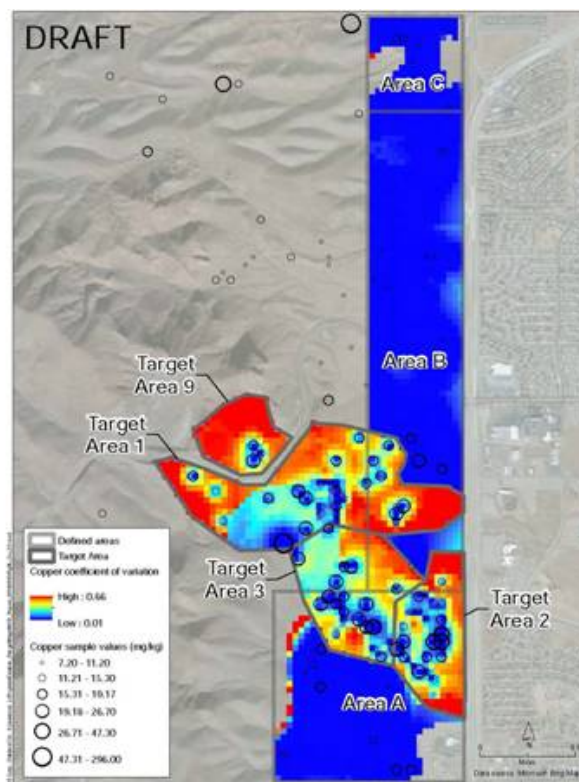 DRAFT
Area C
Area B
Target
Area 9
Target
Area 1
Target
Area 3
Target
Area 2
Area A
Defined areas
Target Area
Copper coefficient of variation
High : 0.66
Low : 0.01
Copper sample values (mg/kg)
7.20 - 11.20
11.21 - 15.30
15.31 - 19.17
19.18 - 26.70
26.71 - 47.30
47.31 - 296.00
N
0
Miles